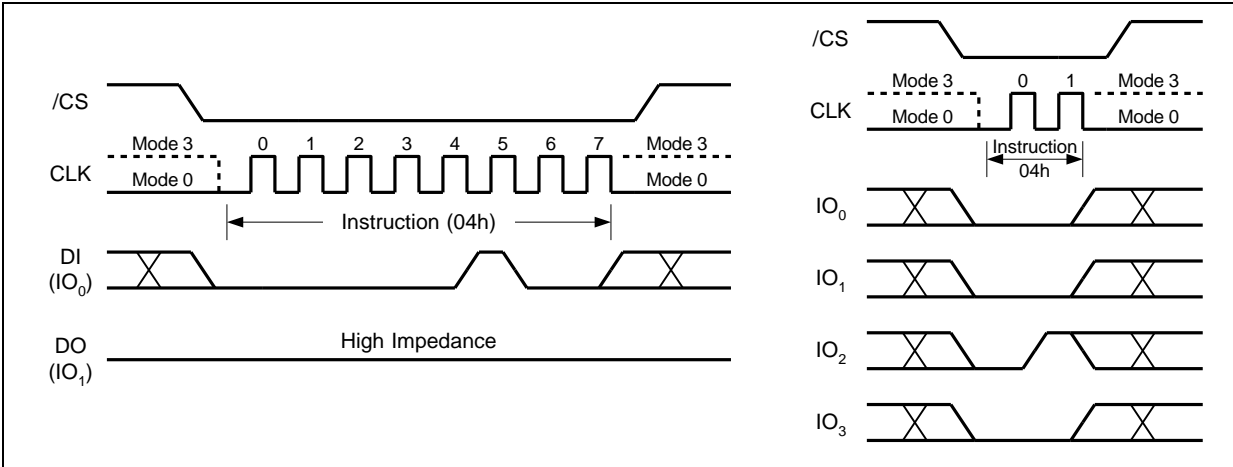 /CS
Mode 3 0 1 2 3 4 5 6 7 Mode 3
CLK
Mode 0 Mode 0
Instruction (04h)
DI
(IO0)
High Impedance
DO
(IO1)
/CS
Mode 3 0 1 Mode 3
CLK
Mode 0 Mode 0
Instruction
04h
IO0
IO1
IO2
IO3